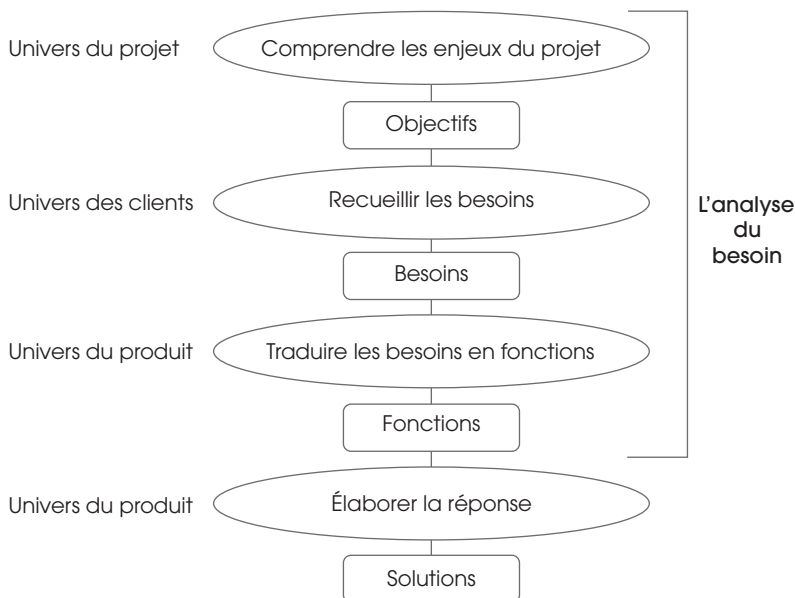 Univers du projet
Comprendre les enjeux du projet
Objectifs
Univers des clients
Recueillir les besoins
L'analyse
du
besoin
Besoins
Univers du produit
Traduire les besoins en fonctions
Fonctions
Univers du produit
Élaborer la réponse
Solutions